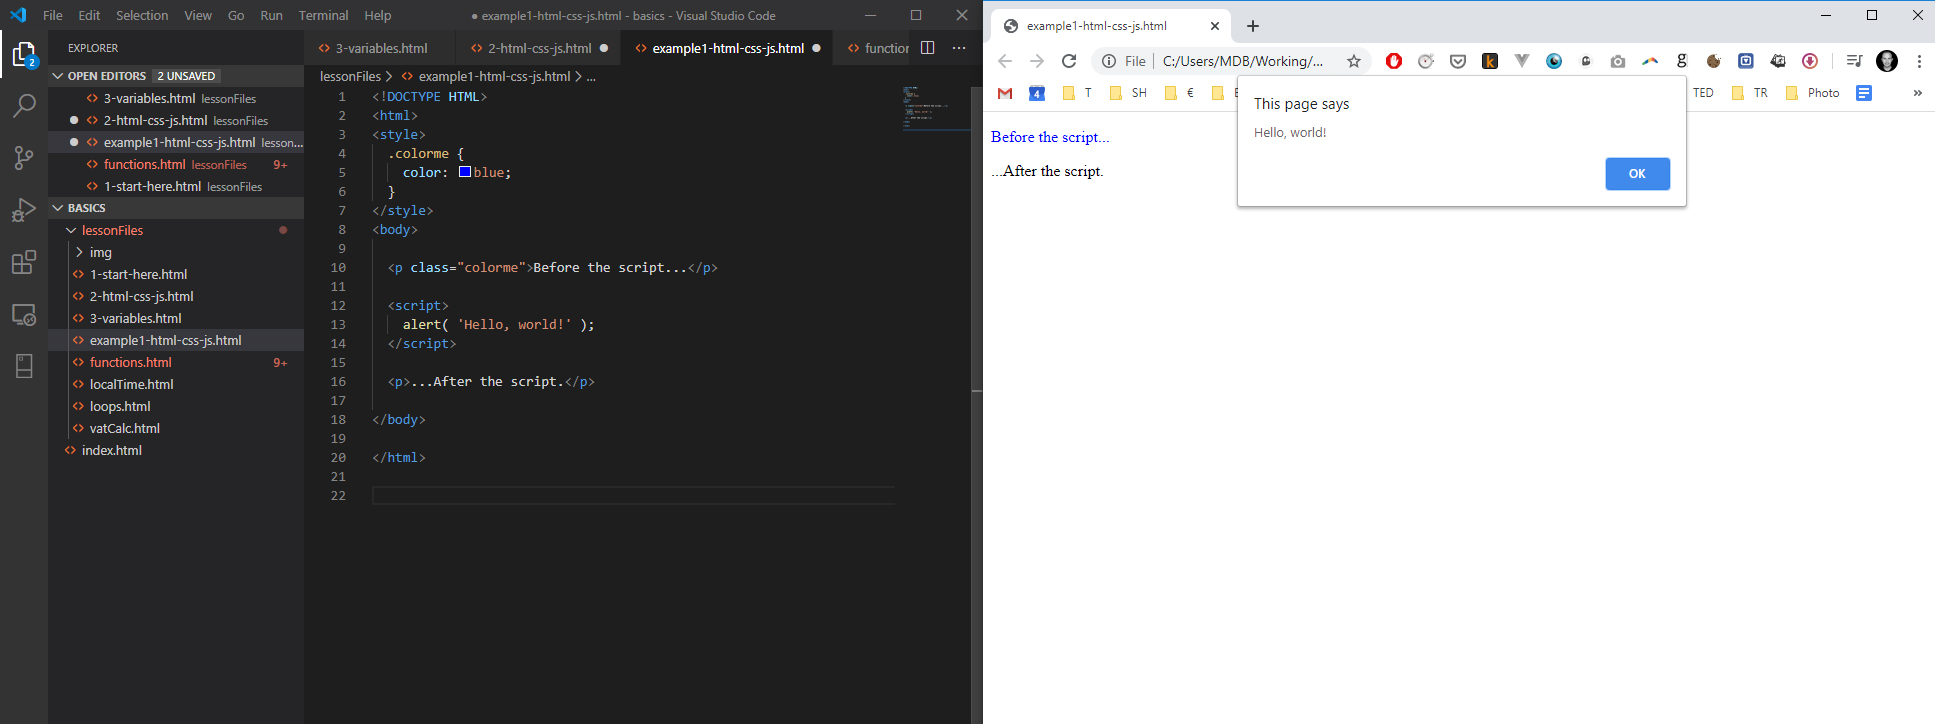 File Edit Selection View Go Run Terminal Help
● example1-html-css-js.html - basics - Visual Studio Code
EXPLORER
OPEN EDITORS 2 UNSAVED
3-variables.html lessonFiles
2-html-css-js.html lessonFiles
example1-html-css-js.html lesson...
functions.html lessonFiles 9+
1-start-here.html lessonFiles
BASICS
lessonFiles
img
1-start-here.html
2-html-css-js.html
3-variables.html
example1-html-css-js.html
functions.html 9+
localTime.html
loops.html
vatCalc.html
index.html
2
3-variables.html 2-html-css-js.html example1-html-css-js.html function
lessonFiles > example1-html-css-js.html > ...
1 <!DOCTYPE HTML>
2 <html>
3 <style>
4 .colorme {
5 color: blue;
6 }
7 </style>
8 <body>
9
10 <p class="colorme">Before the script...</p>
11
12 <script>
13 alert( 'Hello, world!' );
14 </script>
15
16 <p>...After the script.</p>
17
18 </body>
19
20 </html>
21
22
example1-html-css-js.html
File | C:/Users/MDB/Working/...
4 T SH € TED TR Photo »
This page says
Hello, world!
OK
Before the script...
...After the script.